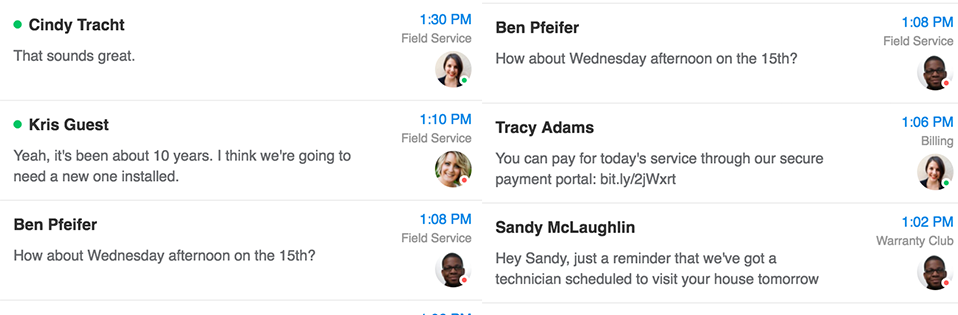 Cindy Tracht
1:30 PM
Field Service
That sounds great.
Kris Guest
1:10 PM
Field Service
Yeah, it's been about 10 years. I think we're going to
need a new one installed.
Ben Pfeifer
1:08 PM
Field Service
How about Wednesday afternoon on the 15th?
Ben Pfeifer
1:08 PM
Field Service
How about Wednesday afternoon on the 15th?
Tracy Adams
1:06 PM
Billing
You can pay for today's service through our secure
payment portal: bit.ly/2jWxrt
Sandy McLaughlin
1:02 PM
Warranty Club
Hey Sandy, just a reminder that we've got a
technician scheduled to visit your house tomorrow